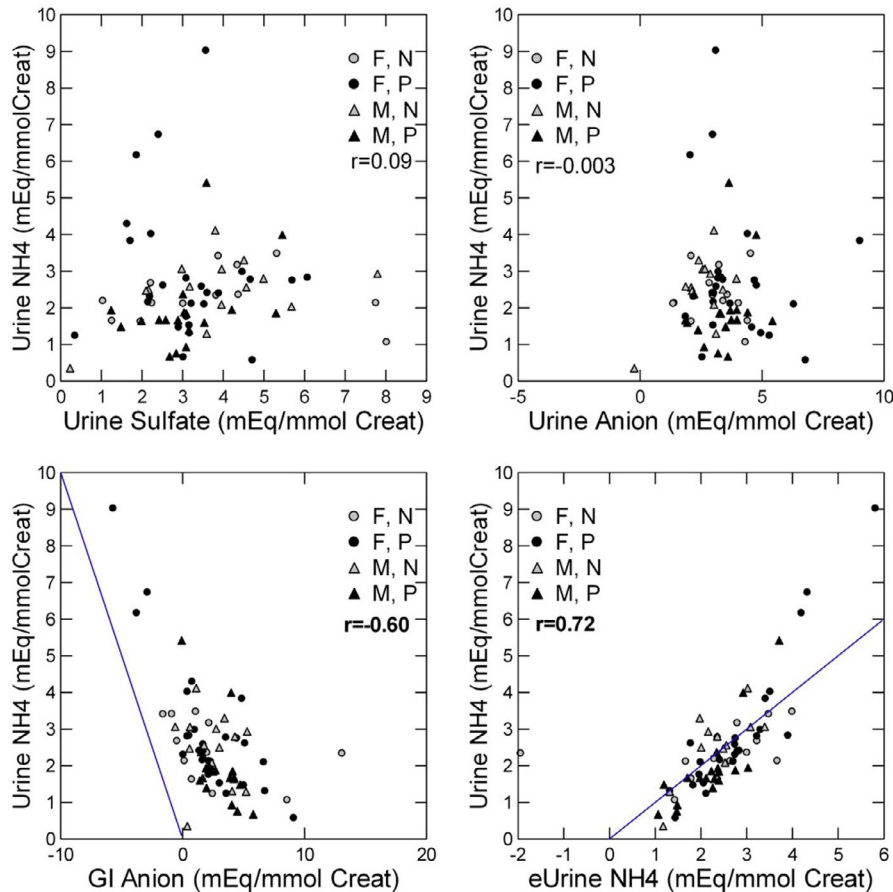 10
9
8
7
6
5
4
3
2
1
0
Urine NH4 (mEq/mmolCreat)
F, N
F, P
M, N
M, P
r=0.09
0 1 2 3 4 5 6 7 8 9
Urine Sulfate (mEq/mmol Creat)
10
9
8
7
6
5
4
3
2
1
0
Urine NH4 (mEq/mmolCreat)
F, N
F, P
M, N
M, P
r=-0.003
-5 0 5 10
Urine Anion (mEq/mmol Creat)
10
9
8
7
6
5
4
3
2
1
0
Urine NH4 (mEq/mmolCreat)
F, N
F, P
M, N
M, P
r=-0.60
-10 0 10 20
GI Anion (mEq/mmol Creat)
10
9
8
7
6
5
4
3
2
1
0
Urine NH4 (mEq/mmolCreat)
F, N
F, P
M, N
M, P
r=0.72
-2 -1 0 1 2 3 4 5 6
eUrine NH4 (mEq/mmol Creat)